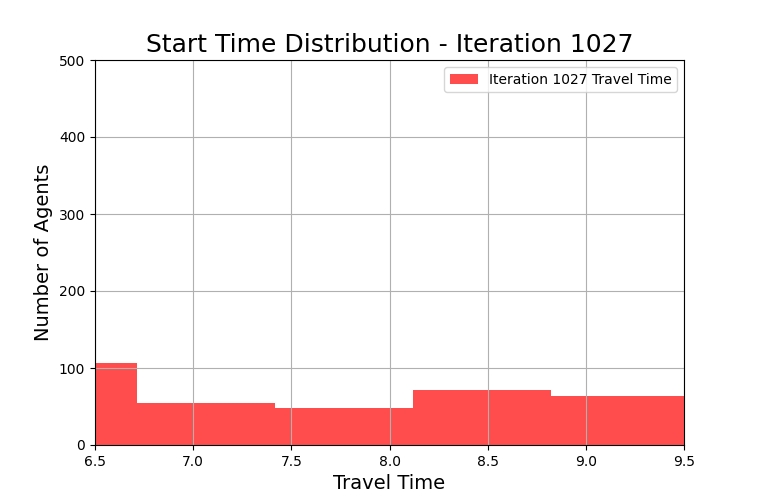 Start Time Distribution - Iteration 1027
Iteration 1027 Travel Time
Number of Agents
500
400
300
200
100
0
6.5 7.0 7.5 8.0 8.5 9.0 9.5
Travel Time